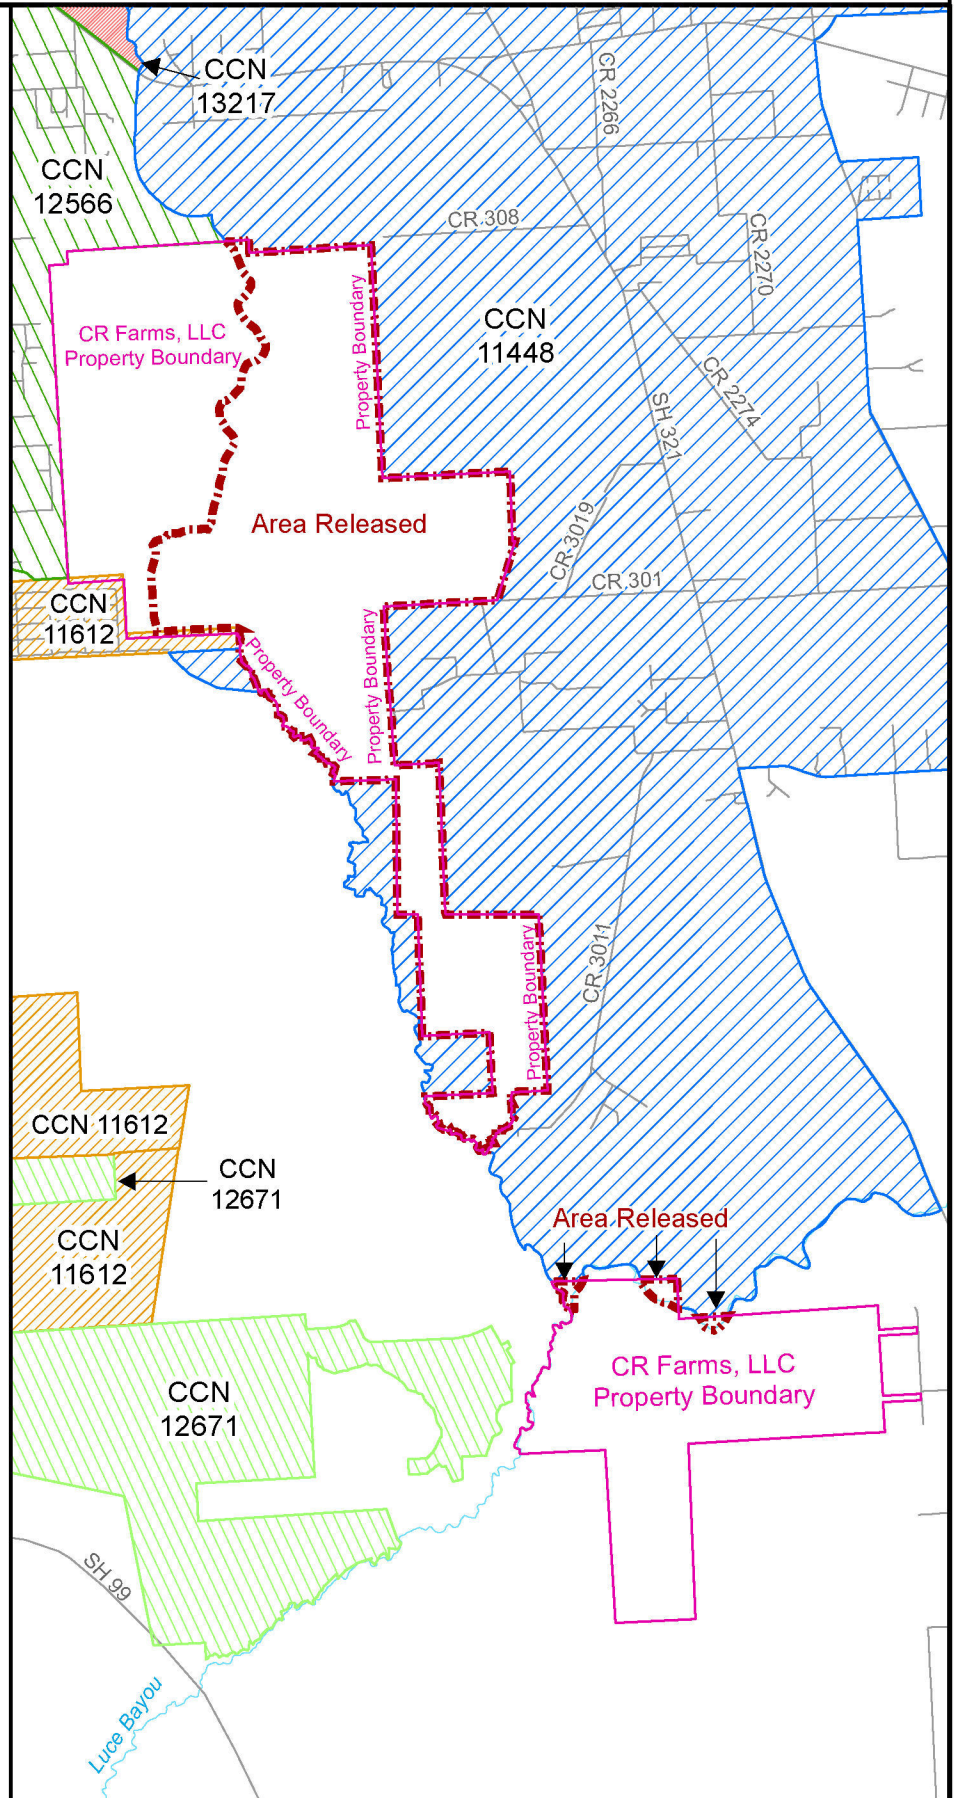 CCN
13217
CR 2266
CCN
12566
CR 308
CR 2270
CR Farms, LLC
Property Boundary
Property Boundary
CCN
11448
CR 2274
SH 321
Area Released
CR 3019
CR 301
CCN
11612
Property Boundary
Property Boundary
CR 3011
Property Boundary
CCN 11612
CCN
12671
CCN
11612
Area Released
CR Farms, LLC
Property Boundary
CCN
12671
SH 99
Luce Bayou